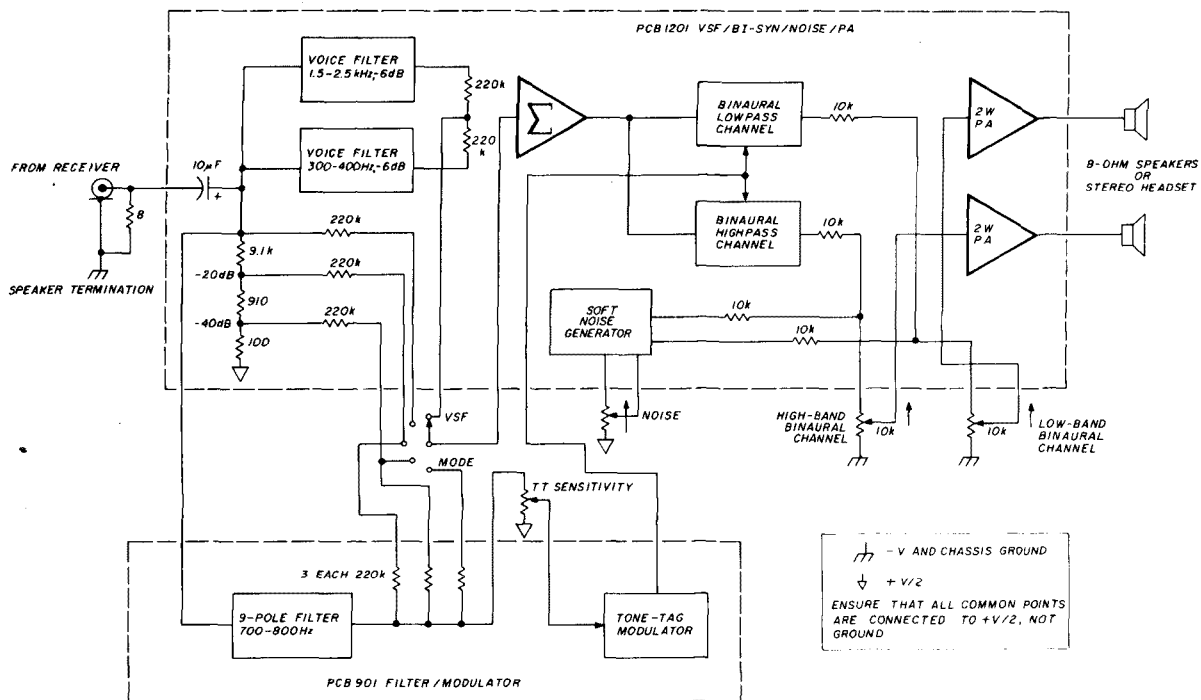 PCB1201 VSF/BI-SYN/NOISE/PA
VOICE FILTER
1.5-2.5kHz,-6dB
220k
220
k
VOICE FILTER
300-400Hz,-6dB
Σ
BINAURAL
LOWPASS
CHANNEL
10k
2W
PA
FROM RECEIVER
10µF
+
8
8-OHM SPEAKERS
OR
STEREO HEADSET
BINAURAL
HIGHPASS
CHANNEL
10k
2W
PA
220k
9.1k
-20dB
220k
SPEAKER TERMINATION
910
-40dB
220k
100
SOFT
NOISE
GENERATOR
10k
10k
NOISE
VSF
MODE
HIGH-BAND
BINAURAL
CHANNEL
10k
10k
LOW-BAND
BINAURAL
CHANNEL
TT SENSITIVITY
3 EACH 220k
9-POLE FILTER
700-800Hz
TONE-TAG
MODULATOR
-V AND CHASSIS GROUND
+V/2
ENSURE THAT ALL COMMON POINTS
ARE CONNECTED TO +V/2, NOT
GROUND
PCB901 FILTER/MODULATOR